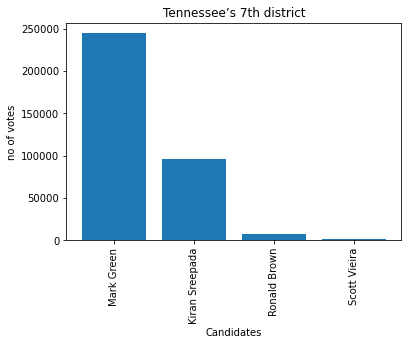 Tennessee’s 7th district
250000
200000
150000
100000
50000
0
no of votes
Mark Green
Kiran Sreepada
Ronald Brown
Scott Vieira
Candidates